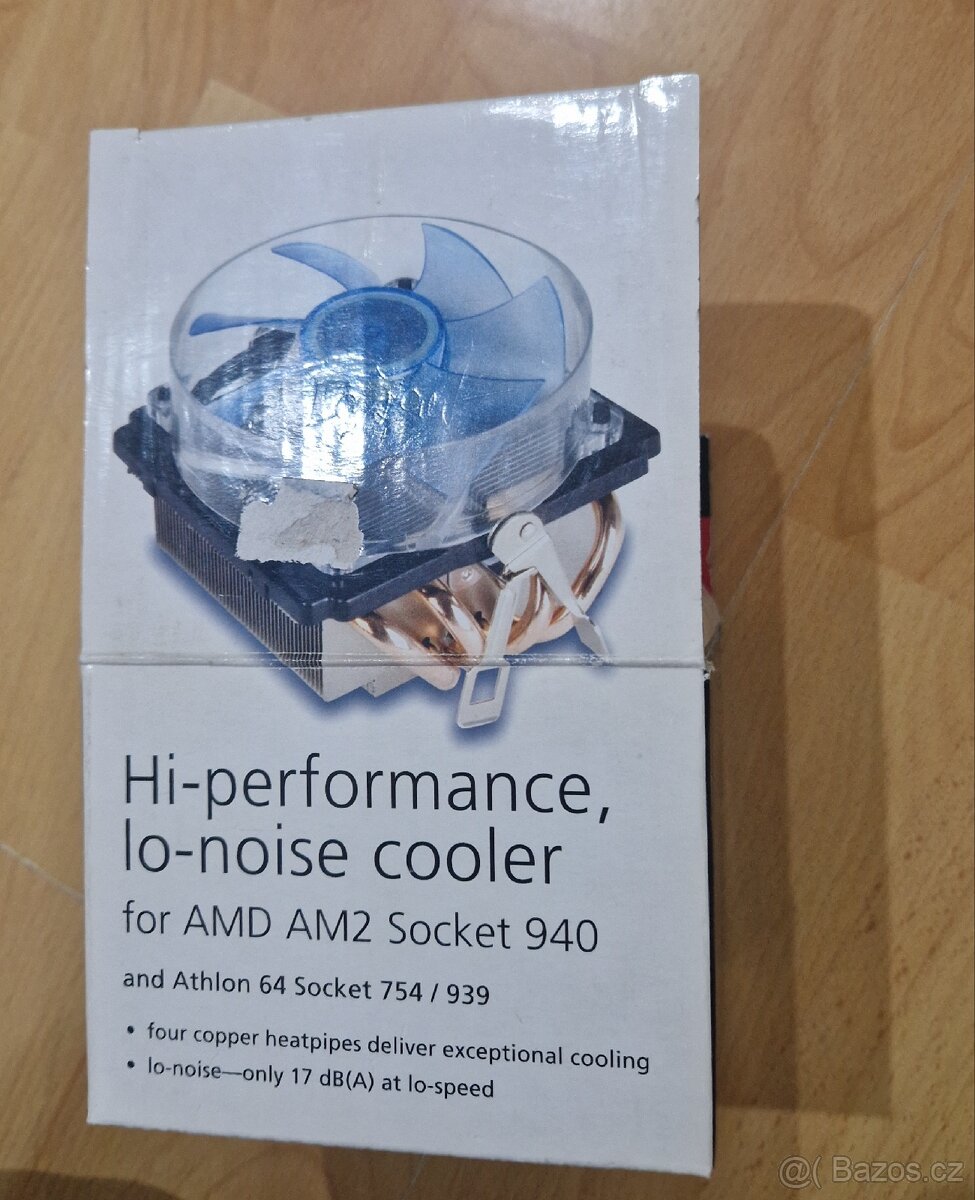 Hi-performance,
lo-noise cooler
for AMD AM2 Socket 940
and Athlon 64 Socket 754 / 939
• four copper heatpipes deliver exceptional cooling
• lo-noise—only 17 dB(A) at lo-speed
@( Bazos.cz